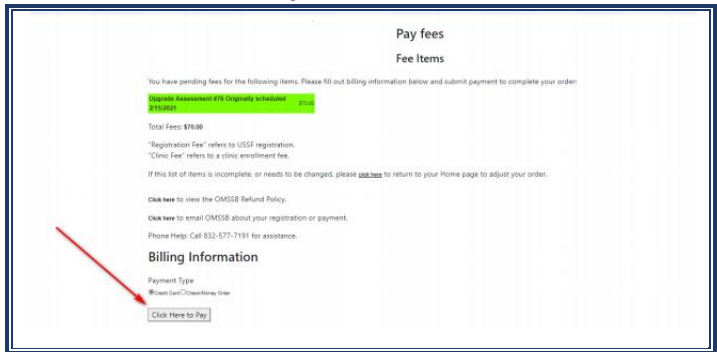 Pay fees
Fee Items
You have pending fees for the following items. Please fill out billing information below and submit payment to complete your order:
Upgrade Assessment #76 Originally scheduled $70.00
2/15/2021
Total Fees: $70.00
"Registration Fee" refers to USSF registration.
"Clinic Fee" refers to a clinic enrollment fee.
If this list of items is incomplete, or needs to be changed, please click here to return to your Home page to adjust your order.
Click here to view the OMSSB Refund Policy.
Click here to email OMSSB about your registration or payment.
Phone Help: Call 832-577-7191 for assistance.
Billing Information
Payment Type
Credit Card Check/Money Order
Click Here to Pay